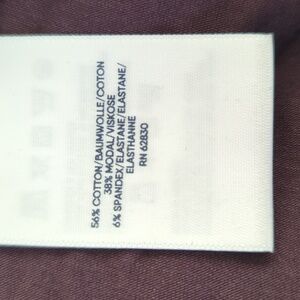 56% COTTON/BAUMWOLLE/COTON
38% MODAL/VISKOSE
6% SPANDEX/ELASTANE/ELASTANE/
ELASTHANNE
RN 62830